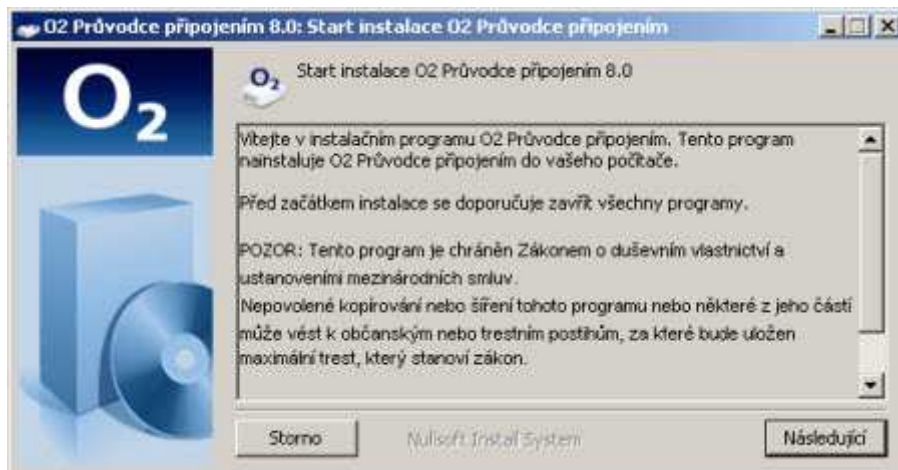 O2 Průvodce připojením 8.0: Start instalace O2 Průvodce připojením
O2
O2
Start instalace O2 Průvodce připojením 8.0
Vítejte v instalačním programu O2 Průvodce připojením. Tento program
nainstaluje O2 Průvodce připojením do vašeho počítače.
Před začátkem instalace se doporučuje zavřít všechny programy.
POZOR: Tento program je chráněn Zákonem o duševním vlastnictví a
ustanoveními mezinárodních smluv.
Nepovolené kopírování nebo šíření tohoto programu nebo některé z jeho částí
může vést k občanským nebo trestním postihům, za které bude uložen
maximální trest, který stanoví zákon.
Storno
Nullsoft Install System
Následující